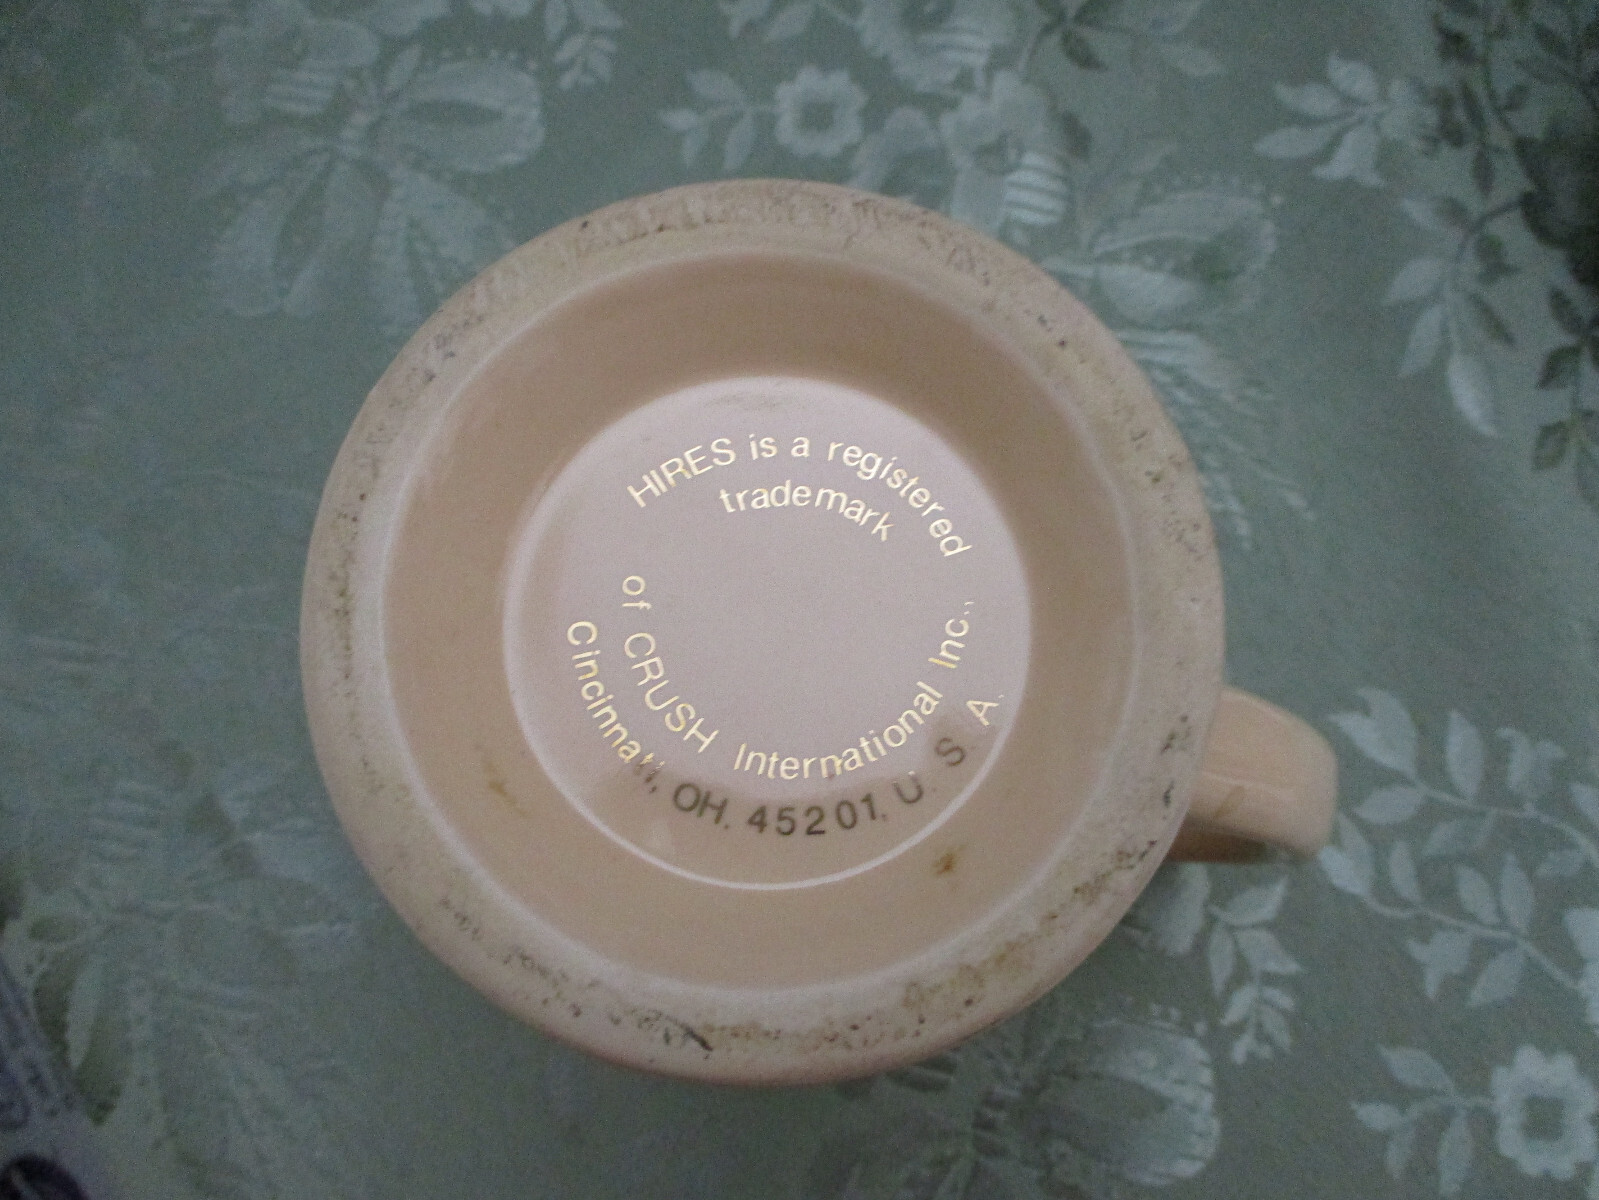 HIRES is a registered
trademark
of CRUSH International Inc.,
Cincinnati, OH. 45201, U. S. A.